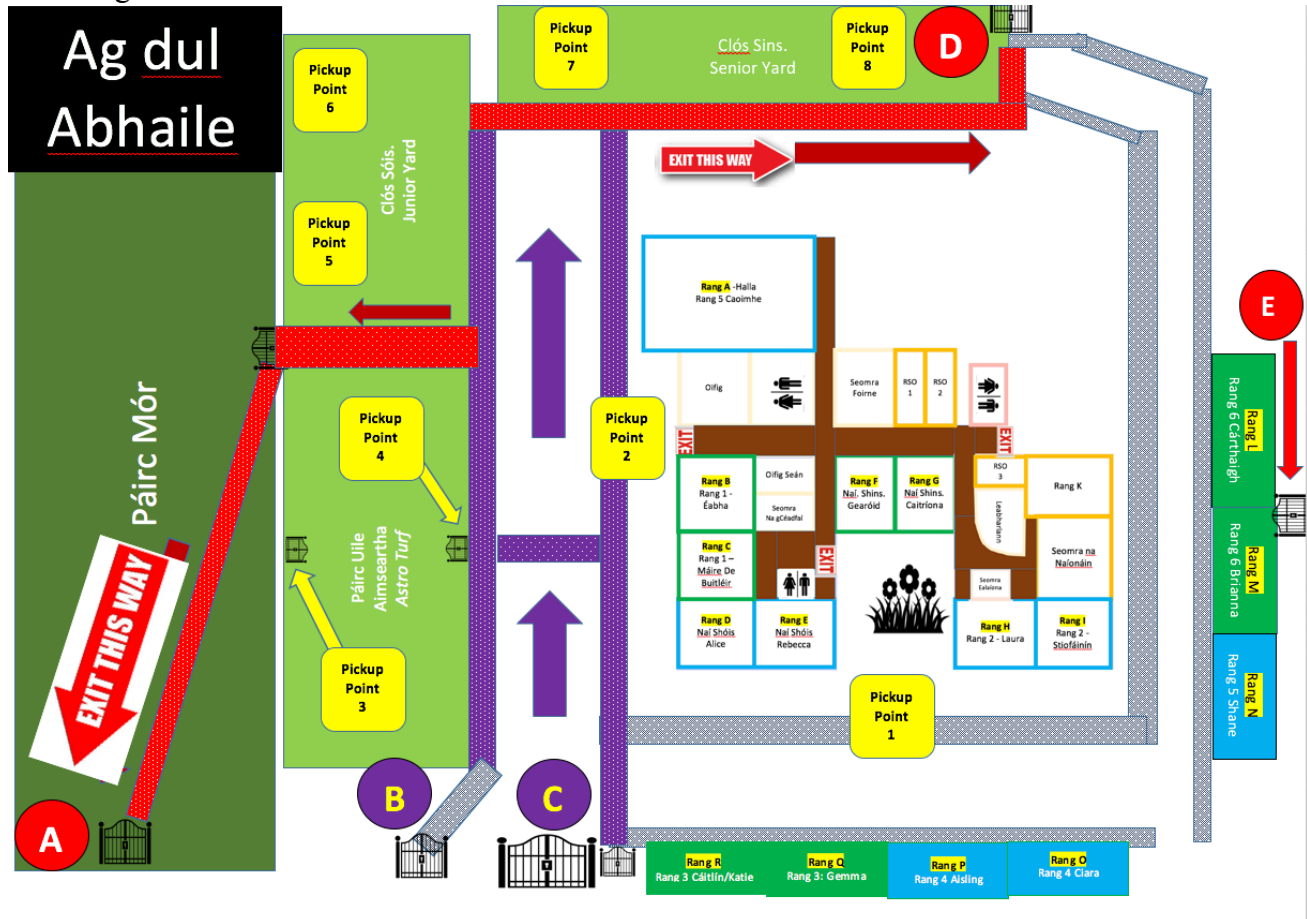 Ag dul
Abhaile
Pickup
Point
6
Pickup
Point
5
Clós Sóis.
Junior Yard
Pickup
Point
7
Clós Sins.
Senior Yard
Pickup
Point
8
D
EXIT THIS WAY
Páirc Mór
EXIT THIS WAY
A
Pickup
Point
4
Páirc Uile
Aimseartha
Astro Turf
Pickup
Point
3
B
C
Pickup
Point
2
Rang A -Halla
Rang 5 Caoimhe
Oifig
Seomra
Foirne
RSO
1
RSO
2
EXIT
EXIT
Rang B
Rang 1 -
Éabha
Oifig Seán
Seomra
Na gCéadfaí
Rang F
Naí. Shins.
Gearóid
Rang G
Naí Shins.
Caitríona
RSO
3
Rang K
Leabharlann
Rang C
Rang 1 –
Máire De
Buitléir
EXIT
Seomra na
Naíonáin
Seomra
Ealaíona
Rang D
Naí Shóis
Alice
Rang E
Naí Shóis
Rebecca
Rang H
Rang 2 - Laura
Rang I
Rang 2 -
Stiofáinín
Pickup
Point
1
E
Rang L
Rang 6 Cárthaigh
Rang M
Rang 6 Brianna
Rang N
Rang 5 Shane
Rang R
Rang 3 Cáitlín/Katie
Rang Q
Rang 3: Gemma
Rang P
Rang 4 Aisling
Rang O
Rang 4 Ciara